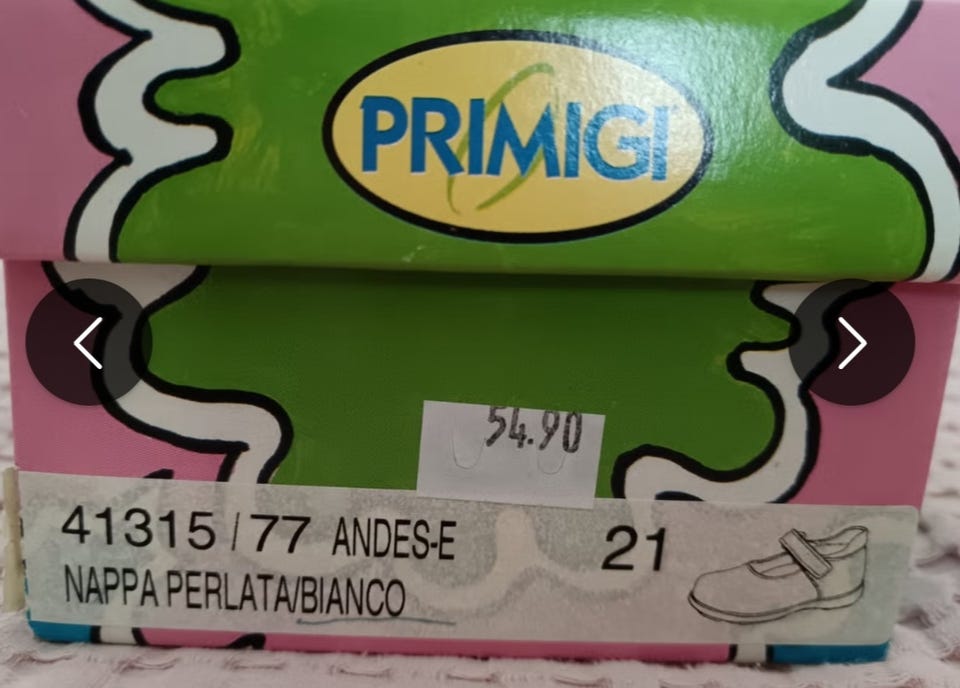 PRIMIGI
54.90
41315 / 77 ANDES-E 21
NAPPA PERLATA/BIANCO